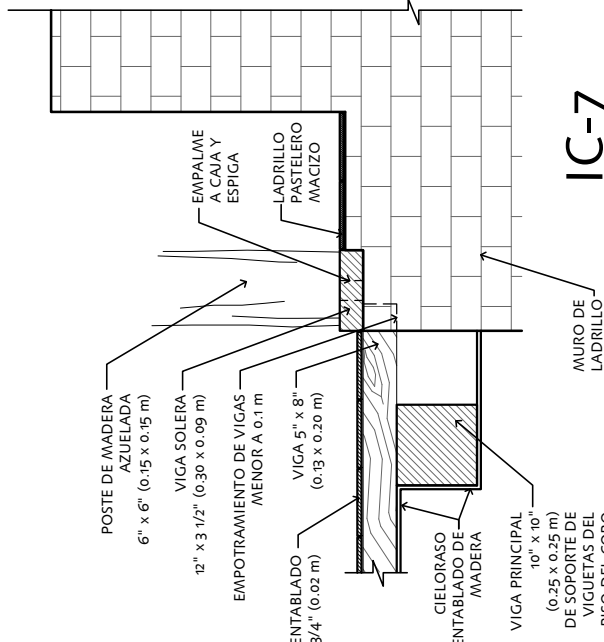 POSTE DE MADERA
AZUELADA
6" x 6" (0.15 x 0.15 m)
VIGA SOLERA
12" x 3 1/2" (0.30 x 0.09 m)
EMPOTRAMIENTO DE VIGAS
MENOR A 0.1 m
VIGA 5" x 8"
(0.13 x 0.20 m)
ENTABLADO
3/4" (0.02 m)
CIELORASO
ENTABLADO DE
MADERA
VIGA PRINCIPAL
10" x 10"
(0.25 x 0.25 m)
DE SOPORTE DE
VIGUETAS DEL
PISO DEL CORO
EMPALME
A CAJA Y
ESPIGA
LADRILLO
PASTELERO
MACIZO
MURO DE
LADRILLO
IC-7